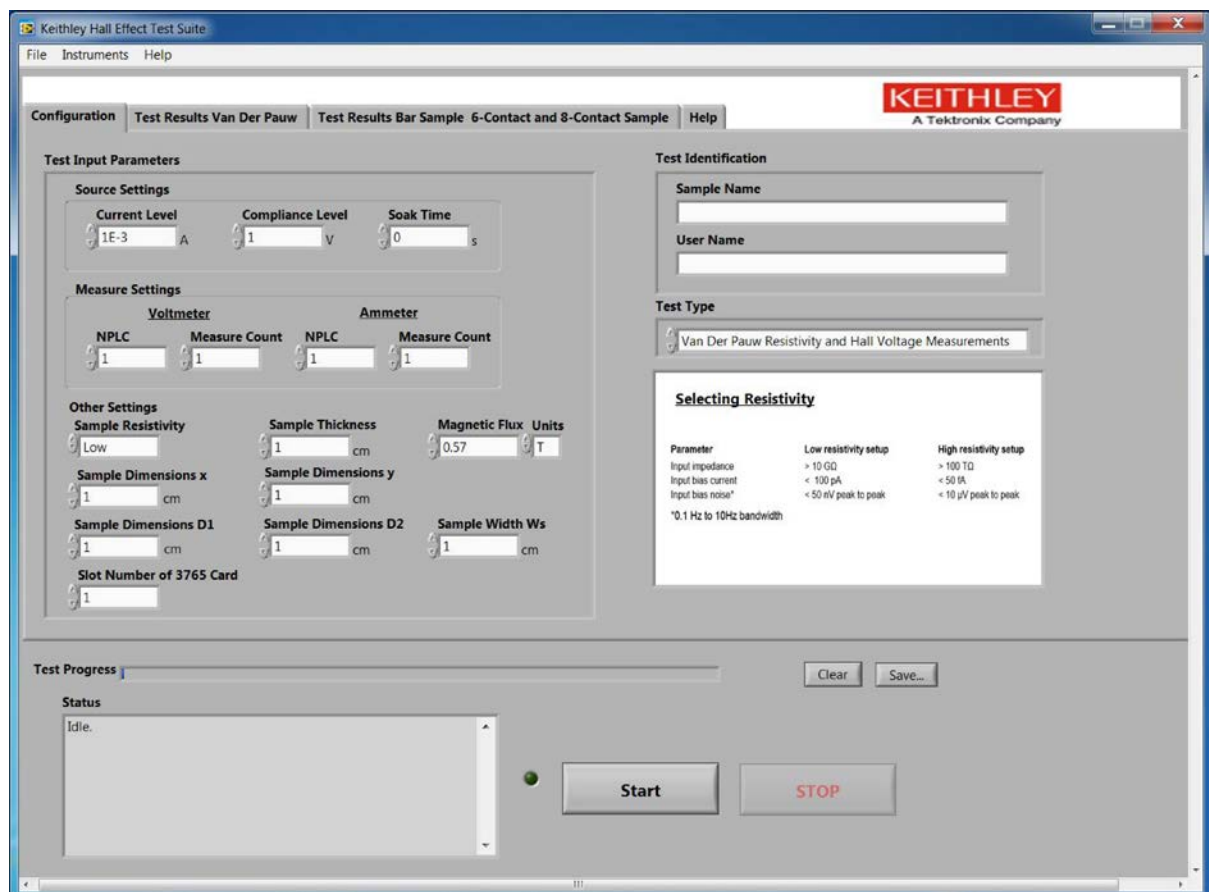 Keithley Hall Effect Test Suite
File Instruments Help
KEITHLEY
A Tektronix Company
Configuration Test Results Van Der Pauw Test Results Bar Sample 6-Contact and 8-Contact Sample Help
Test Input Parameters
Source Settings
Current Level Compliance Level Soak Time
1E-3 A 1 V 0 s
Measure Settings
Voltmeter Ammeter
NPLC Measure Count NPLC Measure Count
1 1 1 1
Other Settings
Sample Resistivity Sample Thickness Magnetic Flux Units
Low 1 cm 0.57 T
Sample Dimensions x Sample Dimensions y
1 cm 1 cm
Sample Dimensions D1 Sample Dimensions D2 Sample Width Ws
1 cm 1 cm 1 cm
Slot Number of 3765 Card
1
Test Identification
Sample Name
User Name
Test Type
Van Der Pauw Resistivity and Hall Voltage Measurements
Selecting Resistivity
Parameter Low resistivity setup High resistivity setup
Input impedance > 10 GΩ > 100 TΩ
Input bias current < 100 pA < 50 fA
Input bias noise* < 50 nV peak to peak < 10 µV peak to peak
*0.1 Hz to 10Hz bandwidth
Test Progress
Clear Save...
Status
Idle.
Start STOP